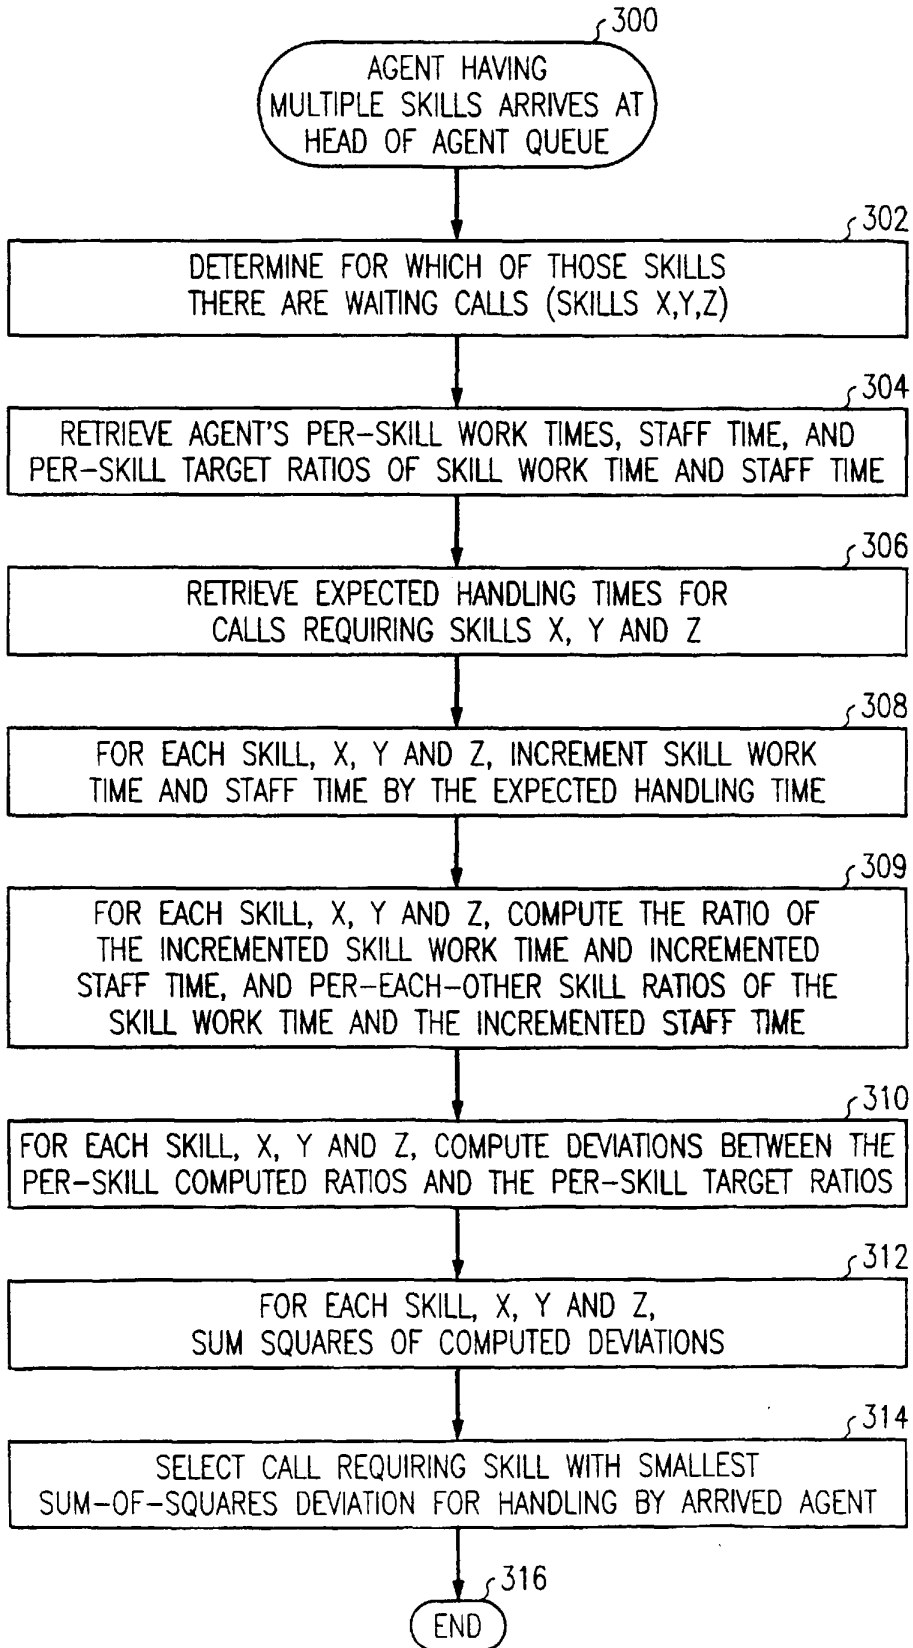 300
AGENT HAVING
MULTIPLE SKILLS ARRIVES AT
HEAD OF AGENT QUEUE
302
DETERMINE FOR WHICH OF THOSE SKILLS
THERE ARE WAITING CALLS (SKILLS X,Y,Z)
304
RETRIEVE AGENT'S PER-SKILL WORK TIMES, STAFF TIME, AND
PER-SKILL TARGET RATIOS OF SKILL WORK TIME AND STAFF TIME
306
RETRIEVE EXPECTED HANDLING TIMES FOR
CALLS REQUIRING SKILLS X, Y AND Z
308
FOR EACH SKILL, X, Y AND Z, INCREMENT SKILL WORK
TIME AND STAFF TIME BY THE EXPECTED HANDLING TIME
309
FOR EACH SKILL, X, Y AND Z, COMPUTE THE RATIO OF
THE INCREMENTED SKILL WORK TIME AND INCREMENTED
STAFF TIME, AND PER-EACH-OTHER SKILL RATIOS OF THE
SKILL WORK TIME AND THE INCREMENTED STAFF TIME
310
FOR EACH SKILL, X, Y AND Z, COMPUTE DEVIATIONS BETWEEN THE
PER-SKILL COMPUTED RATIOS AND THE PER-SKILL TARGET RATIOS
312
FOR EACH SKILL, X, Y AND Z,
SUM SQUARES OF COMPUTED DEVIATIONS
314
SELECT CALL REQUIRING SKILL WITH SMALLEST
SUM-OF-SQUARES DEVIATION FOR HANDLING BY ARRIVED AGENT
316
END